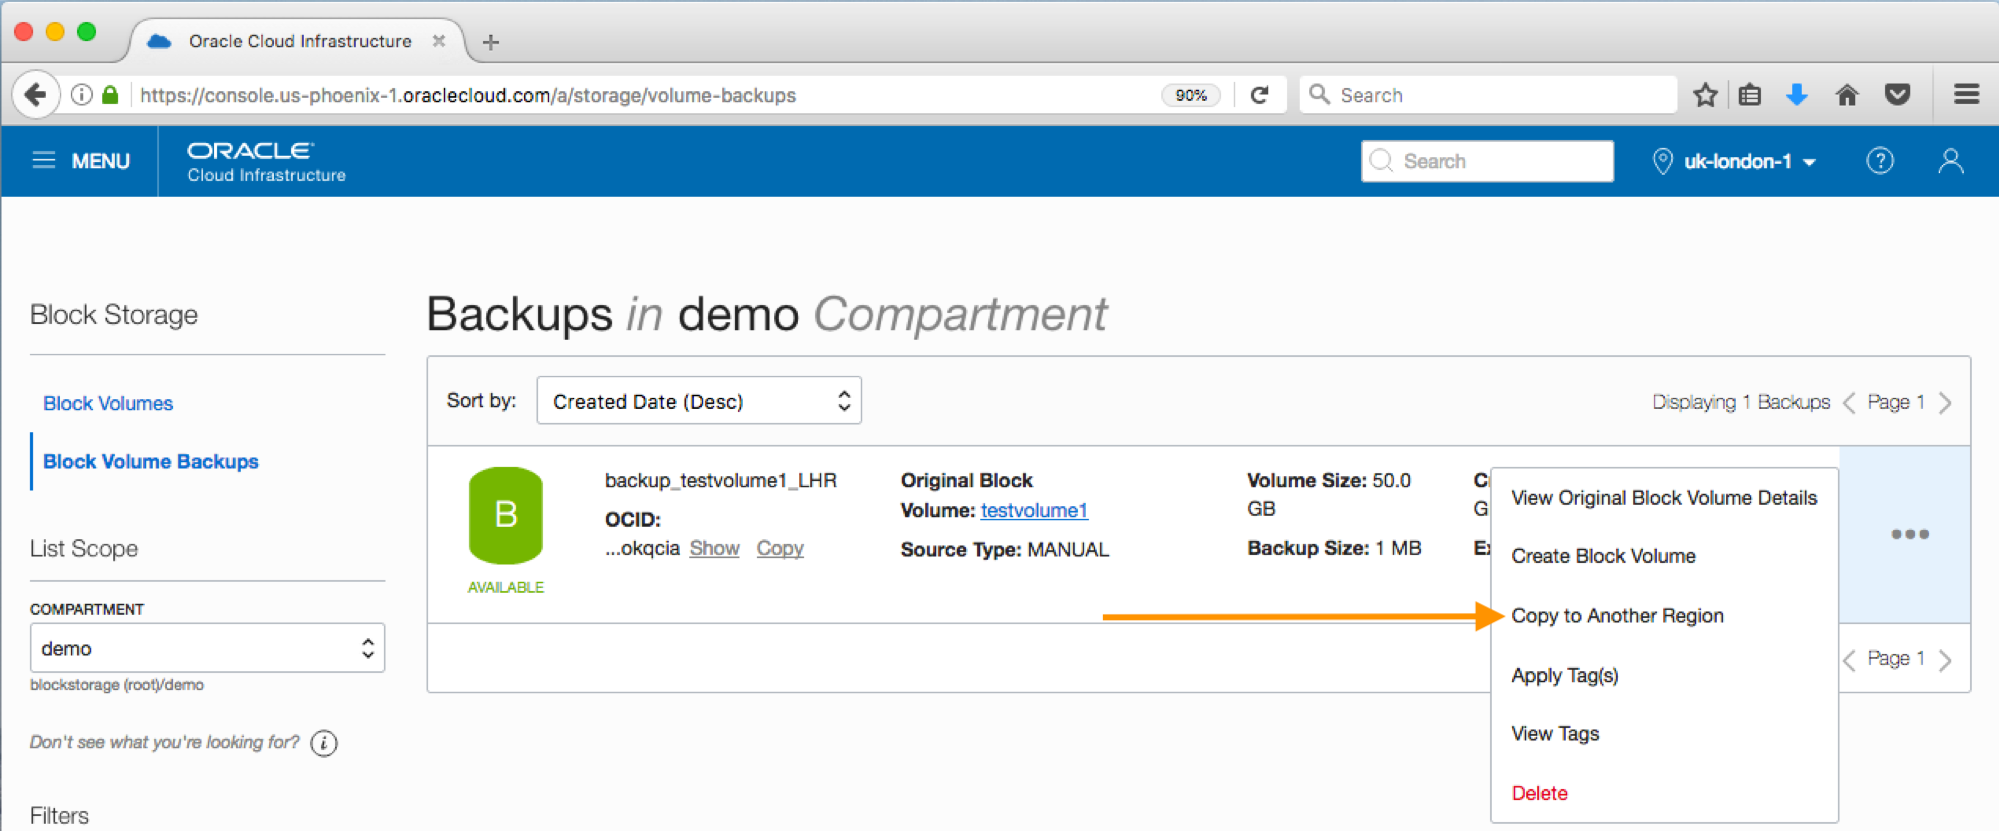 Oracle Cloud Infrastructure
https://console.us-phoenix-1.oraclecloud.com/a/storage/volume-backups
90%
Search
MENU
ORACLE
Cloud Infrastructure
Search
uk-london-1
Block Storage
Block Volumes
Block Volume Backups
List Scope
COMPARTMENT
demo
blockstorage (root)/demo
Don't see what you're looking for?
Filters
Backups in demo Compartment
Sort by:
Created Date (Desc)
Displaying 1 Backups
Page 1
B
AVAILABLE
backup_testvolume1_LHR
OCID:
...okqcia Show Copy
Original Block
Volume: testvolume1
Source Type: MANUAL
Volume Size: 50.0
GB
Backup Size: 1 MB
View Original Block Volume Details
Create Block Volume
Copy to Another Region
Apply Tag(s)
View Tags
Delete
Page 1